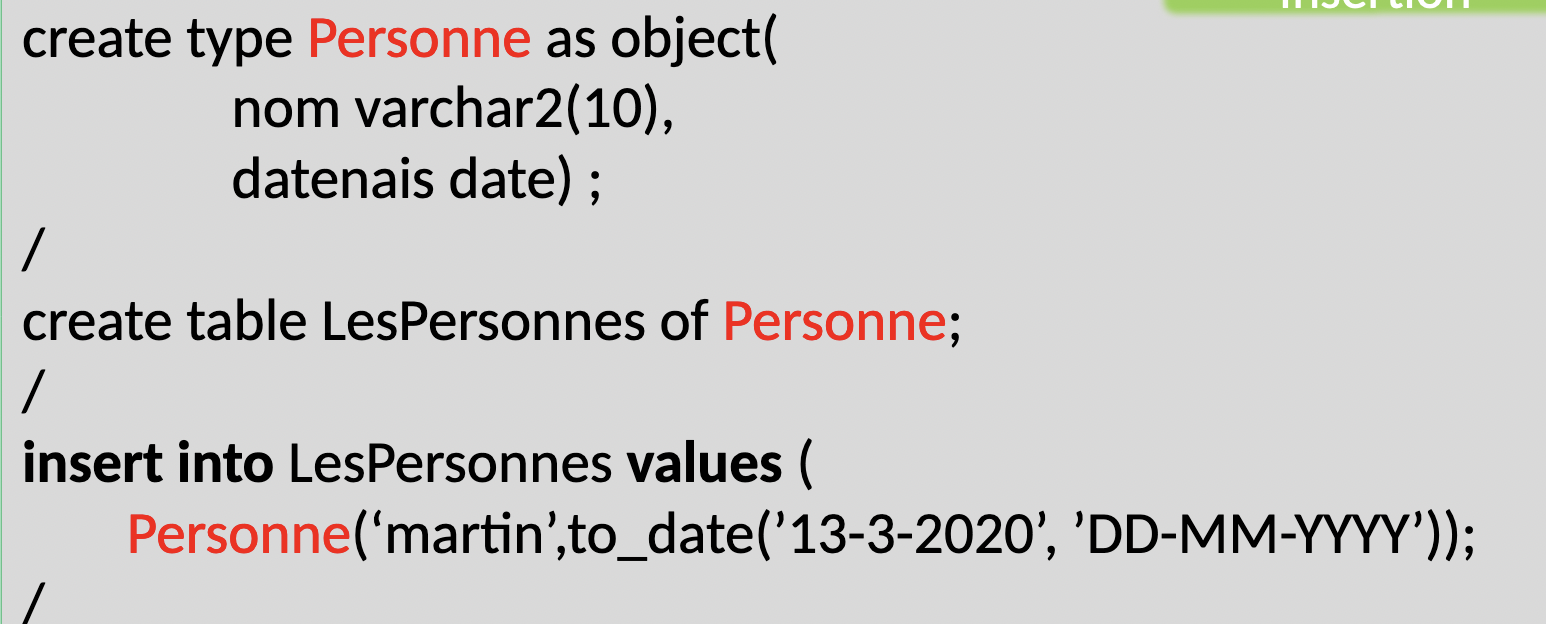 Insertion
create type Personne as object(
nom varchar2(10),
datenais date) ;
/
create table LesPersonnes of Personne;
/
insert into LesPersonnes values (
Personne(‘martin’,to_date(’13-3-2020’, ’DD-MM-YYYY’));
/